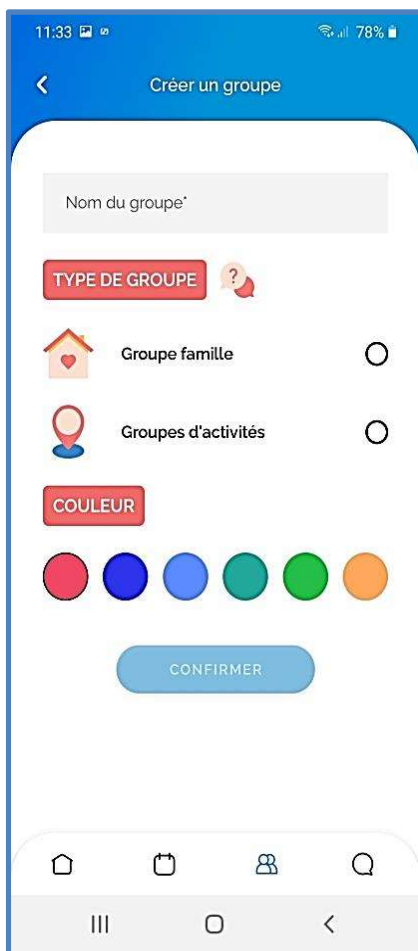 11:33 78%
Créer un groupe
Nom du groupe*
TYPE DE GROUPE ?
Groupe famille
Groupes d'activités
COULEUR
CONFIRMER